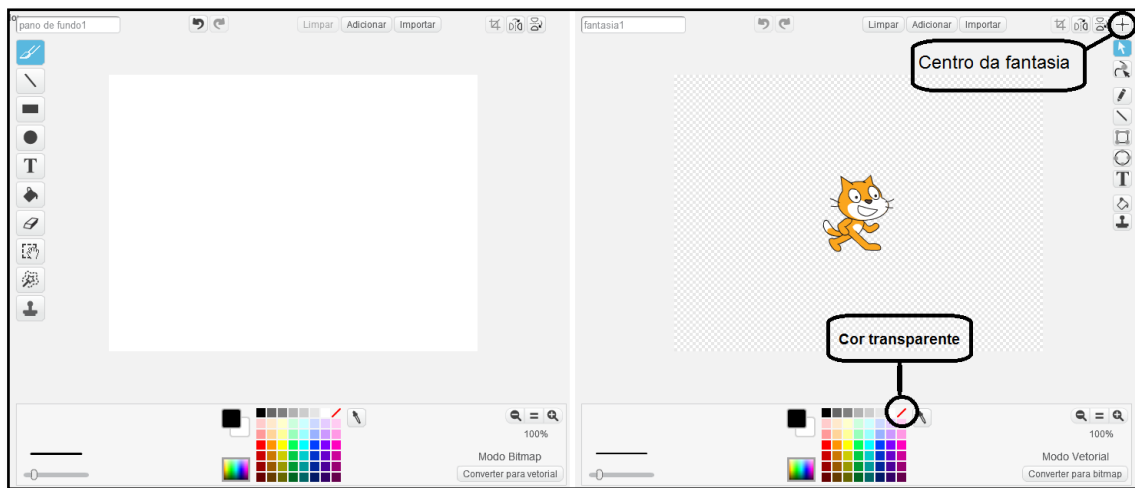 pano de fundo1
Limpar Adicionar Importar
T
100%
Modo Bitmap
Converter para vetorial
fantasia1
Limpar Adicionar Importar
Centro da fantasia
T
Cor transparente
100%
Modo Vetorial
Converter para bitmap